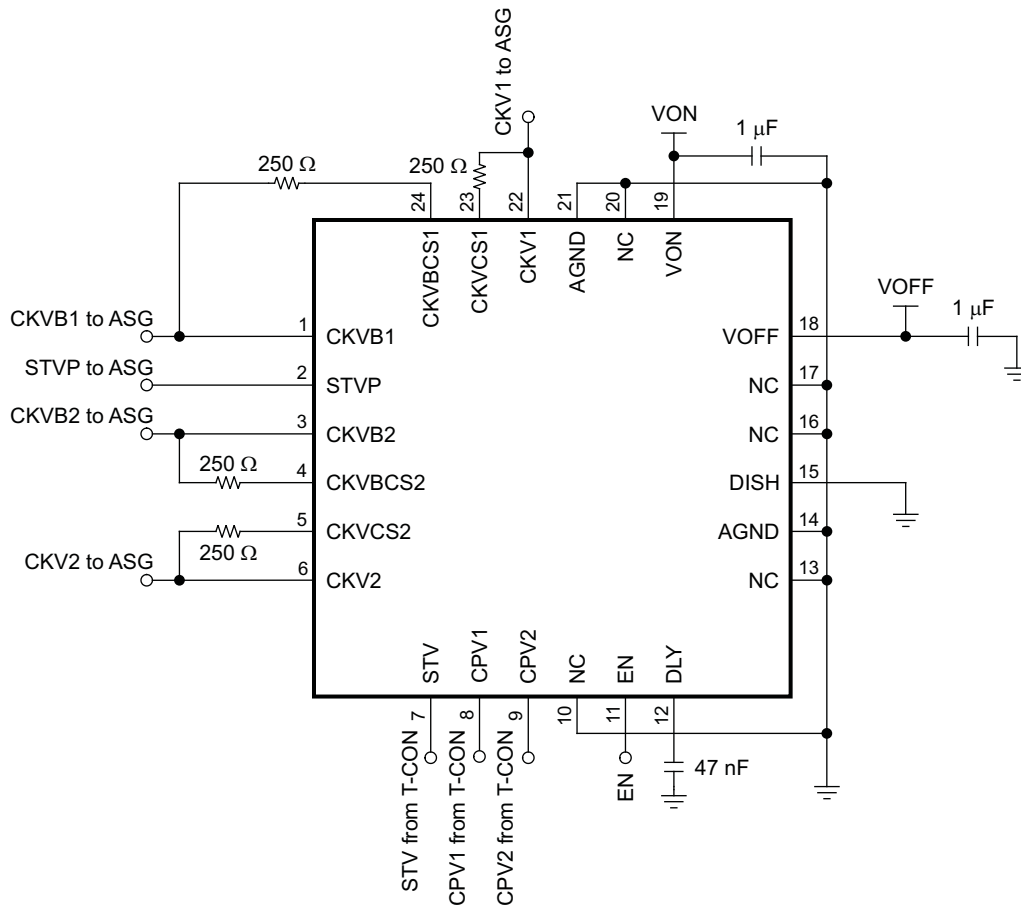 CKV1 to ASG
VON
1 μF
250 Ω
250 Ω
24
23
22
21
20
19
CKVBCS1
CKVCS1
CKV1
AGND
NC
VON
VOFF
1 μF
CKVB1 to ASG
1
CKVB1
VOFF
18
STVP to ASG
2
STVP
NC
17
CKVB2 to ASG
3
CKVB2
NC
16
250 Ω
4
CKVBCS2
DISH
15
5
CKVCS2
AGND
14
250 Ω
CKV2 to ASG
6
CKV2
NC
13
STV
CPV1
CPV2
NC
EN
DLY
7
8
9
10
11
12
STV from T-CON
CPV1 from T-CON
CPV2 from T-CON
EN
47 nF